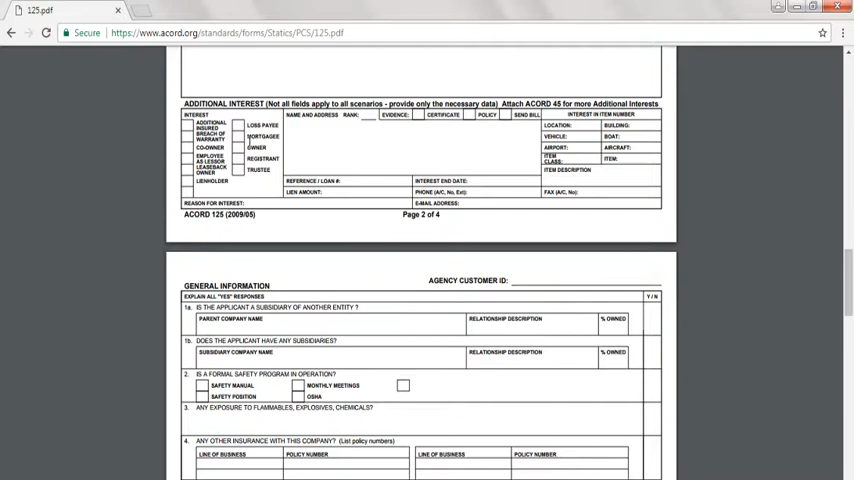 125.pdf
Secure https://www.acord.org/standards/forms/Statics/PCS/125.pdf
ADDITIONAL INTEREST (Not all fields apply to all scenarios - provide only the necessary data) Attach ACORD 45 for more Additional Interests
INTEREST NAME AND ADDRESS RANK: EVIDENCE: CERTIFICATE POLICY SEND BILL INTEREST IN ITEM NUMBER
ADDITIONAL INSURED LOSS PAYEE LOCATION: BUILDING:
BREACH OF WARRANTY MORTGAGEE VEHICLE: BOAT:
CO-OWNER OWNER AIRPORT: AIRCRAFT:
EMPLOYEE AS LESSOR REGISTRANT ITEM CLASS: ITEM:
LEASEBACK OWNER TRUSTEE ITEM DESCRIPTION
LIENHOLDER REFERENCE / LOAN #: INTEREST END DATE:
LIEN AMOUNT: PHONE (A/C, No, Ext): FAX (A/C, No):
REASON FOR INTEREST: E-MAIL ADDRESS:
ACORD 125 (2009/05) Page 2 of 4
AGENCY CUSTOMER ID:
GENERAL INFORMATION
EXPLAIN ALL "YES" RESPONSES Y / N
1a. IS THE APPLICANT A SUBSIDIARY OF ANOTHER ENTITY ?
PARENT COMPANY NAME RELATIONSHIP DESCRIPTION % OWNED
1b. DOES THE APPLICANT HAVE ANY SUBSIDIARIES?
SUBSIDIARY COMPANY NAME RELATIONSHIP DESCRIPTION % OWNED
2. IS A FORMAL SAFETY PROGRAM IN OPERATION?
SAFETY MANUAL MONTHLY MEETINGS
SAFETY POSITION OSHA
3. ANY EXPOSURE TO FLAMMABLES, EXPLOSIVES, CHEMICALS?
4. ANY OTHER INSURANCE WITH THIS COMPANY? (List policy numbers)
LINE OF BUSINESS POLICY NUMBER LINE OF BUSINESS POLICY NUMBER